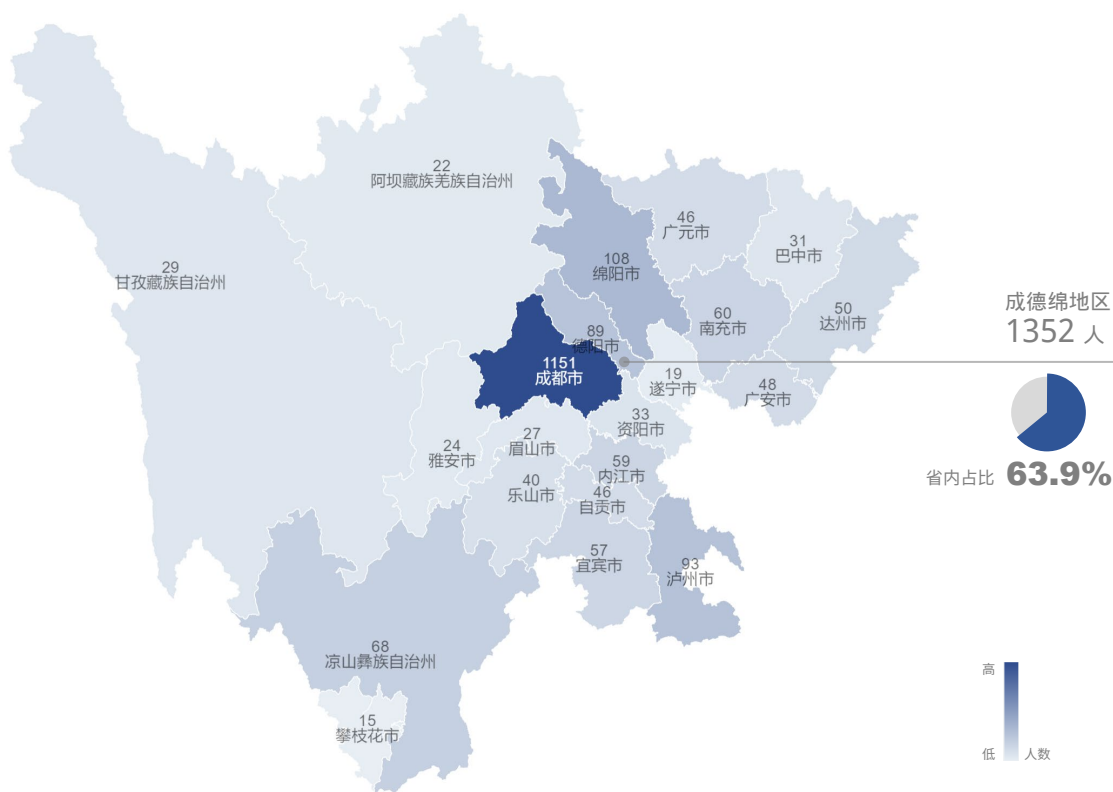 22
阿坝藏族羌族自治州
46
广元市
31
巴中市
108
绵阳市
29
甘孜藏族自治州
60
南充市
50
达州市
成德绵地区
1352 人
89
德阳市
1151
成都市
19
遂宁市
48
广安市
33
资阳市
27
眉山市
24
雅安市
59
内江市
省内占比 63.9%
40
乐山市
46
自贡市
57
宜宾市
93
泸州市
68
凉山彝族自治州
15
攀枝花市
高
低 人数